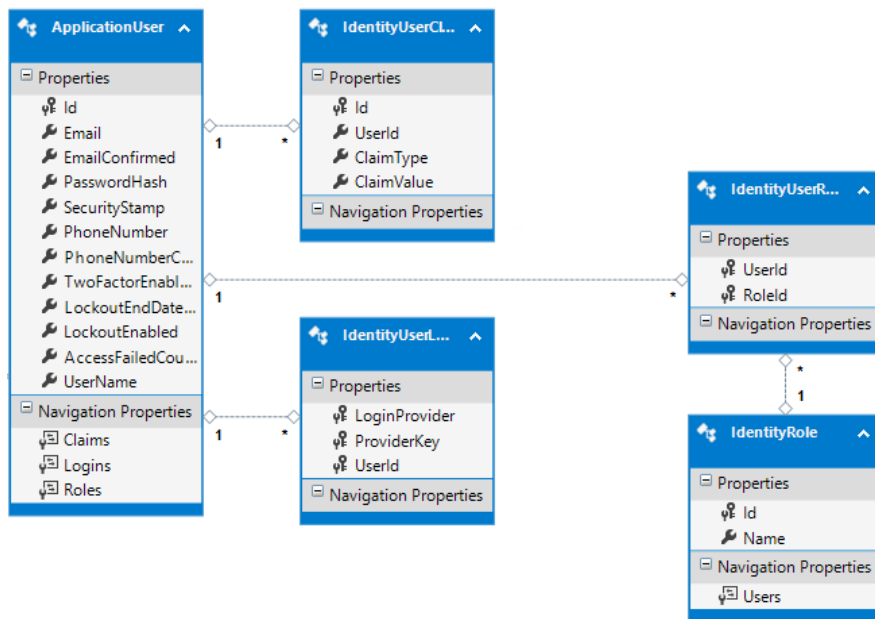 ApplicationUser
Properties
Id
Email
EmailConfirmed
PasswordHash
SecurityStamp
PhoneNumber
PhoneNumberC...
TwoFactorEnabl...
LockoutEndDate...
LockoutEnabled
AccessFailedCou...
UserName
Navigation Properties
Claims
Logins
Roles
1
*
1
*
1
*
IdentityUserCl...
Properties
Id
UserId
ClaimType
ClaimValue
Navigation Properties
IdentityUserL...
Properties
LoginProvider
ProviderKey
UserId
Navigation Properties
IdentityUserR...
Properties
UserId
RoleId
Navigation Properties
*
1
IdentityRole
Properties
Id
Name
Navigation Properties
Users